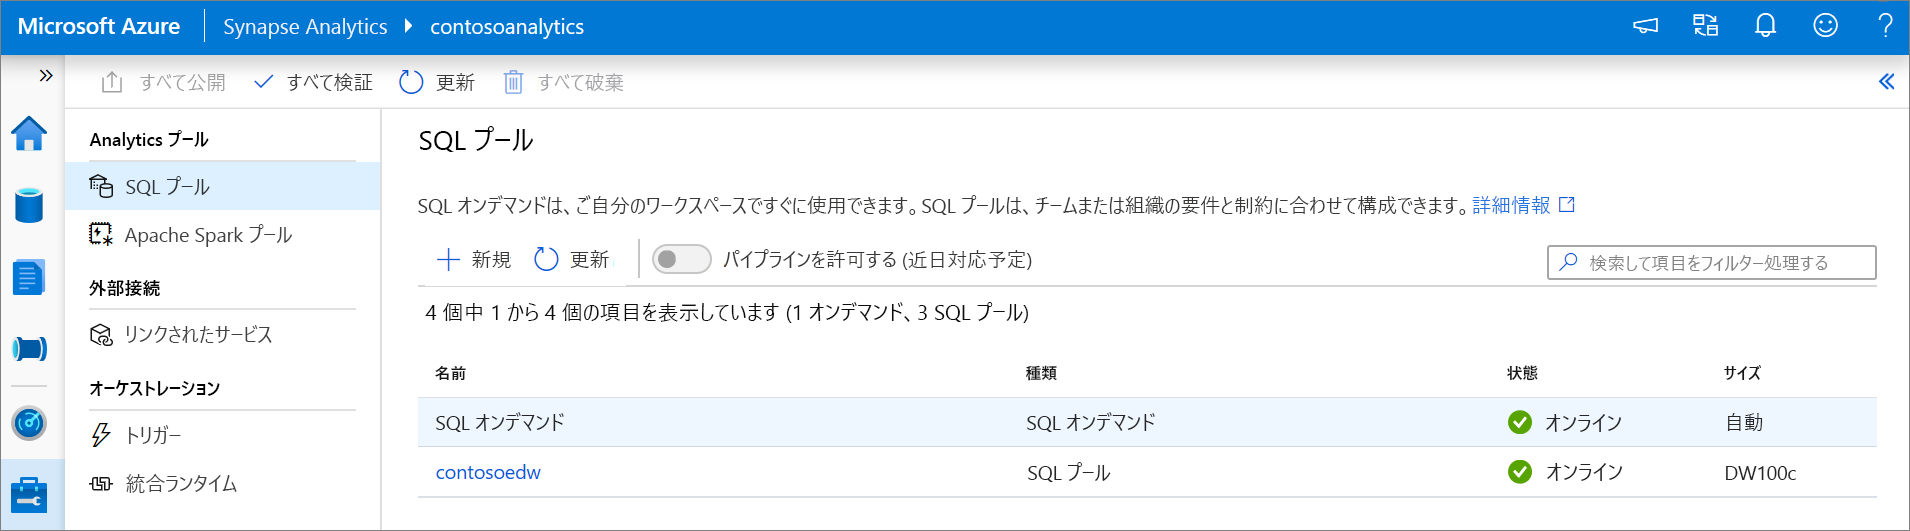 Microsoft Azure Synapse Analytics contosoanalytics
すべて公開 すべて検証 更新 すべて破棄
Analytics プール
SQL プール
Apache Spark プール
外部接続
リンクされたサービス
オーケストレーション
トリガー
統合ランタイム
SQL プール
SQL オンデマンドは、ご自分のワークスペースですぐに使用できます。SQL プールは、チームまたは組織の要件と制約に合わせて構成できます。詳細情報
新規 更新 パイプラインを許可する (近日対応予定) 検索して項目をフィルター処理する
4 個中 1 から 4 個の項目を表示しています (1 オンデマンド、3 SQL プール)
名前 種類 状態 サイズ
SQL オンデマンド SQL オンデマンド オンライン 自動
contosoedw SQL プール オンライン DW100c